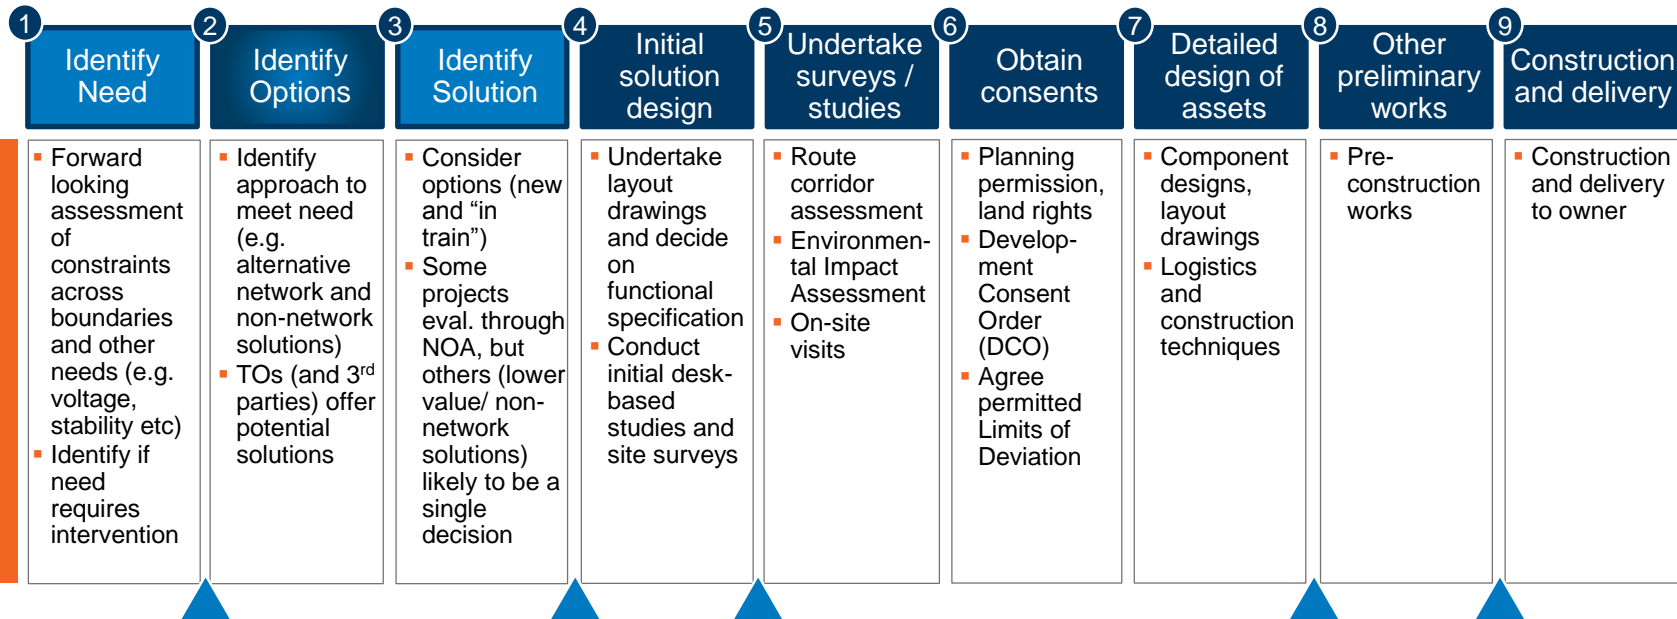 1
Identify
Need
2
Identify
Options
3
Identify
Solution
4
Initial
solution
design
5
Undertake
surveys /
studies
6
Obtain
consents
7
Detailed
design of
assets
8
Other
preliminary
works
9
Construction
and delivery
▪ Forward
looking
assessment
of
constraints
across
boundaries
and other
needs (e.g.
voltage,
stability etc)
▪ Identify if
need
requires
intervention
▪ Identify
approach to
meet need
(e.g.
alternative
network and
non-network
solutions)
▪ TOs (and 3rd
parties) offer
potential
solutions
▪ Consider
options (new
and “in
train”)
▪ Some
projects
eval. through
NOA, but
others (lower
value/ non-
network
solutions)
likely to be a
single
decision
▪ Undertake
layout
drawings
and decide
on
functional
specification
▪ Conduct
initial desk-
based
studies and
site surveys
▪ Route
corridor
assessment
▪ Environmen-
tal Impact
Assessment
▪ On-site
visits
▪ Planning
permission,
land rights
▪ Develop-
ment
Consent
Order
(DCO)
▪ Agree
permitted
Limits of
Deviation
▪ Component
designs,
layout
drawings
▪ Logistics
and
construction
techniques
▪ Pre-
construction
works
▪ Construction
and delivery
to owner